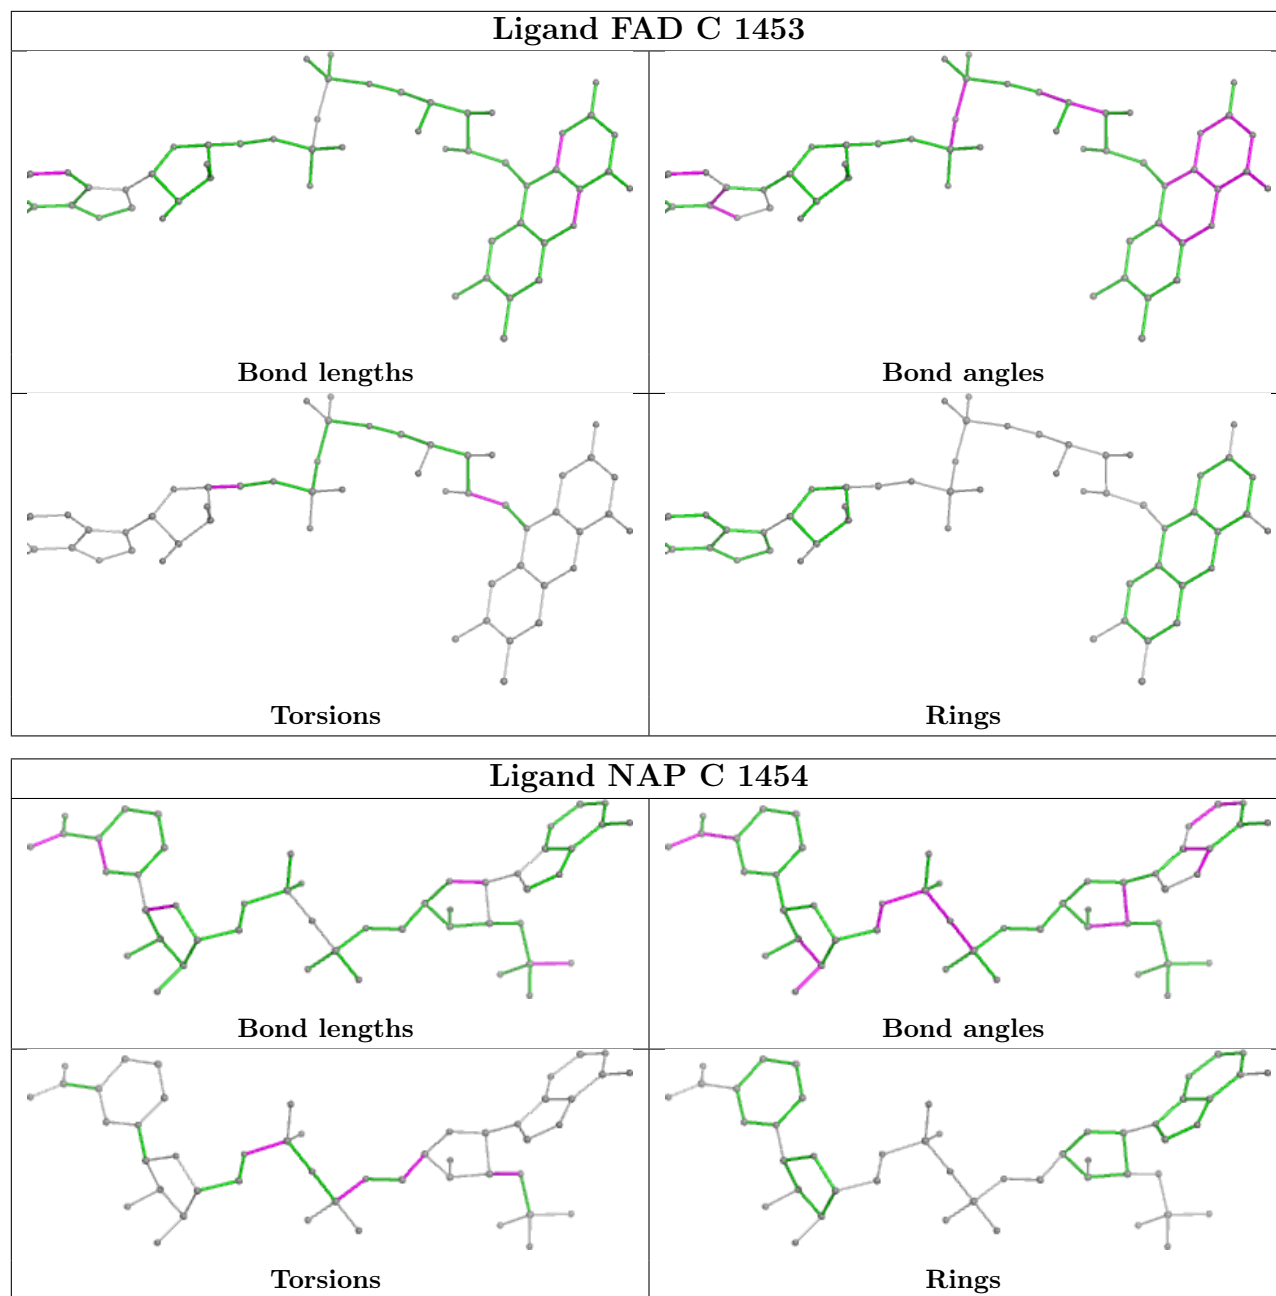 Ligand FAD C 1453
Bond lengths
Bond angles
Torsions
Rings
Ligand NAP C 1454
Bond lengths
Bond angles
Torsions
Rings